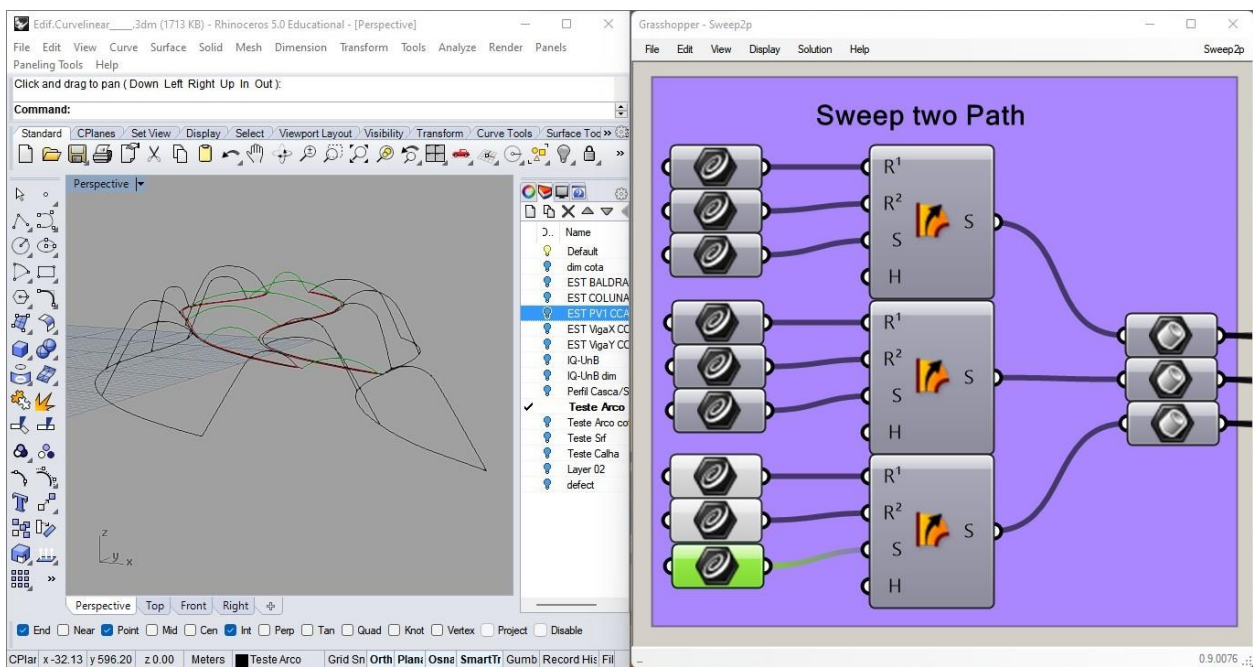 Edif.Curvelinear____.3dm (1713 KB) - Rhinoceros 5.0 Educational - [Perspective]
File Edit View Curve Surface Solid Mesh Dimension Transform Tools Analyze Render Panels
Paneling Tools Help
Click and drag to pan ( Down Left Right Up In Out ):
Command:
Standard CPlanes Set View Display Select Viewport Layout Visibility Transform Curve Tools Surface Toc »
»
Perspective
D.. Name
Default
dim cota
EST BALDRA
EST COLUNA
EST PV1 CCA
EST VigaX CC
EST VigaY CC
IQ-UnB
IQ-UnB dim
Perfil Casca/S
Teste Arco
Teste Arco co
Teste Srf
Teste Calha
Layer 02
defect
z
y x
»
Perspective Top Front Right
End Near Point Mid Cen Int Perp Tan Quad Knot Vertex Project Disable
CPlar x -32.13 y 596.20 z 0.00 Meters Teste Arco Grid Sn Orth Plana Osna SmartTr Gumb Record His Fil
Grasshopper - Sweep2p
File Edit View Display Solution Help Sweep2p
Sweep two Path
R¹
R²
S
H
S
R¹
R²
S
H
S
R¹
R²
S
H
S
0.9.0076